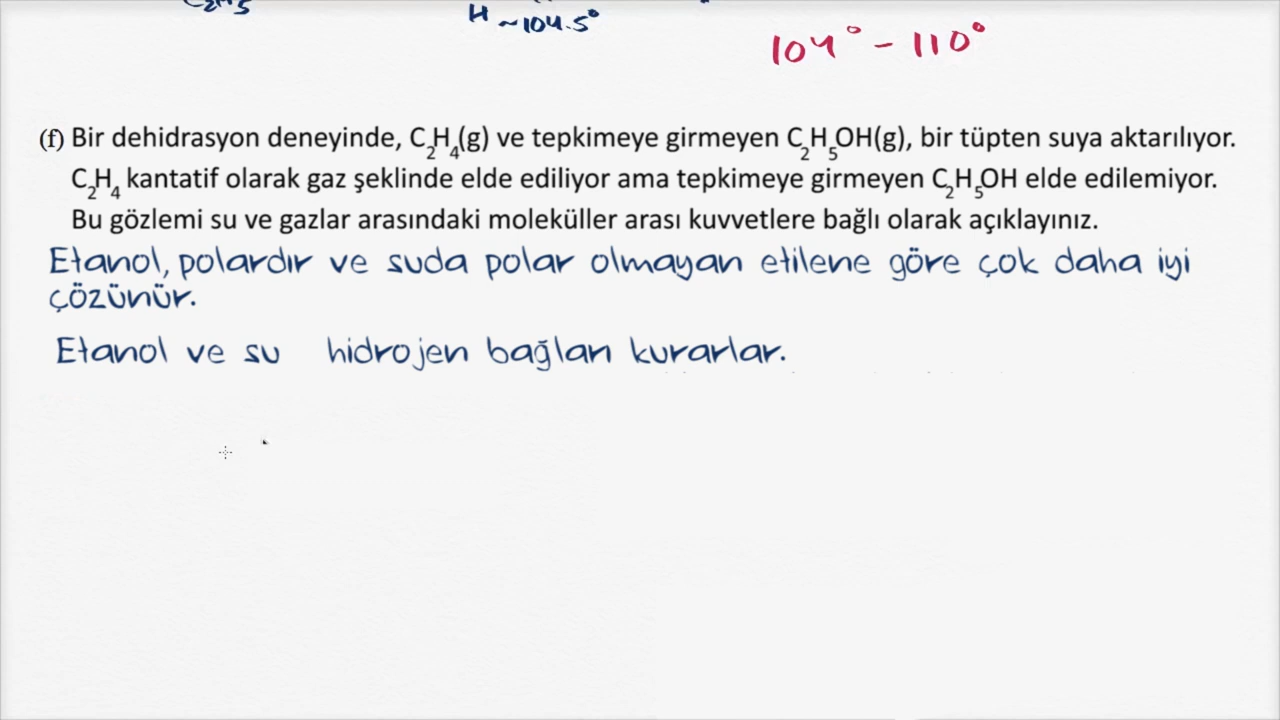 H ~104.5°
104° - 110°
(f) Bir dehidrasyon deneyinde, C₂H₄(g) ve tepkimeye girmeyen C₂H₅OH(g), bir tüpten suya aktarılıyor.
C₂H₄ kantatif olarak gaz şeklinde elde ediliyor ama tepkimeye girmeyen C₂H₅OH elde edilemiyor.
Bu gözlemi su ve gazlar arasındaki moleküller arası kuvvetlere bağlı olarak açıklayınız.
Etanol, polardır ve suda polar olmayan etilene göre çok daha iyi
çözünür.
Etanol ve su hidrojen bağları kurarlar.